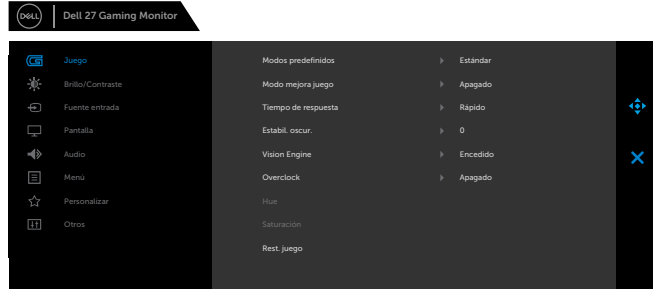 DELL
Dell 27 Gaming Monitor
Juego
Modos predefinidos Estándar
Brillo/Contraste
Modo mejora juego Apagado
Fuente entrada
Tiempo de respuesta Rápido
Pantalla
Estabil. oscur. 0
Audio
Vision Engine Encedido
Menú
Overclock Apagado
Personalizar
Hue
Otros
Saturación
Rest. juego